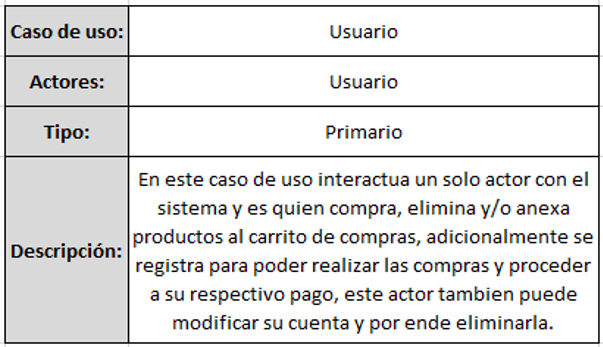 Caso de uso: Usuario
Actores: Usuario
Tipo: Primario
Descripción:
En este caso de uso interactua un solo actor con el
sistema y es quien compra, elimina y/o anexa
productos al carrito de compras, adicionalmente se
registra para poder realizar las compras y proceder
a su respectivo pago, este actor tambien puede
modificar su cuenta y por ende eliminarla.